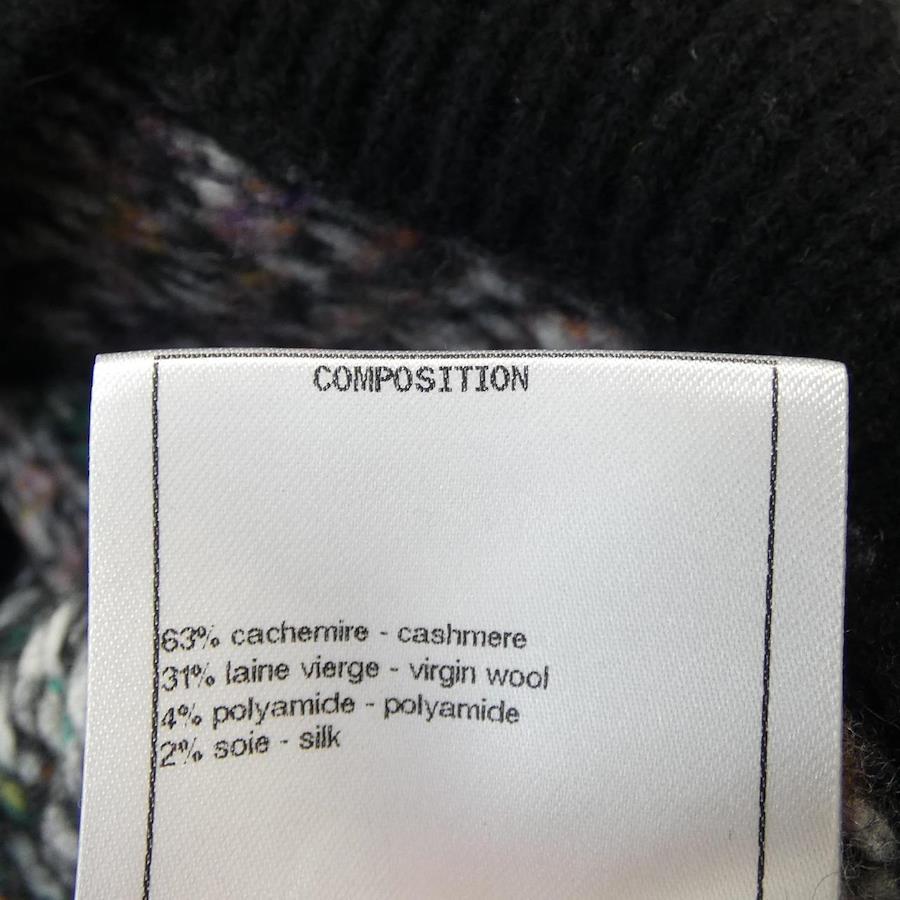 COMPOSITION
63% cachemire - cashmere
31% laine vierge - virgin wool
4% polyamide - polyamide
2% soie - silk